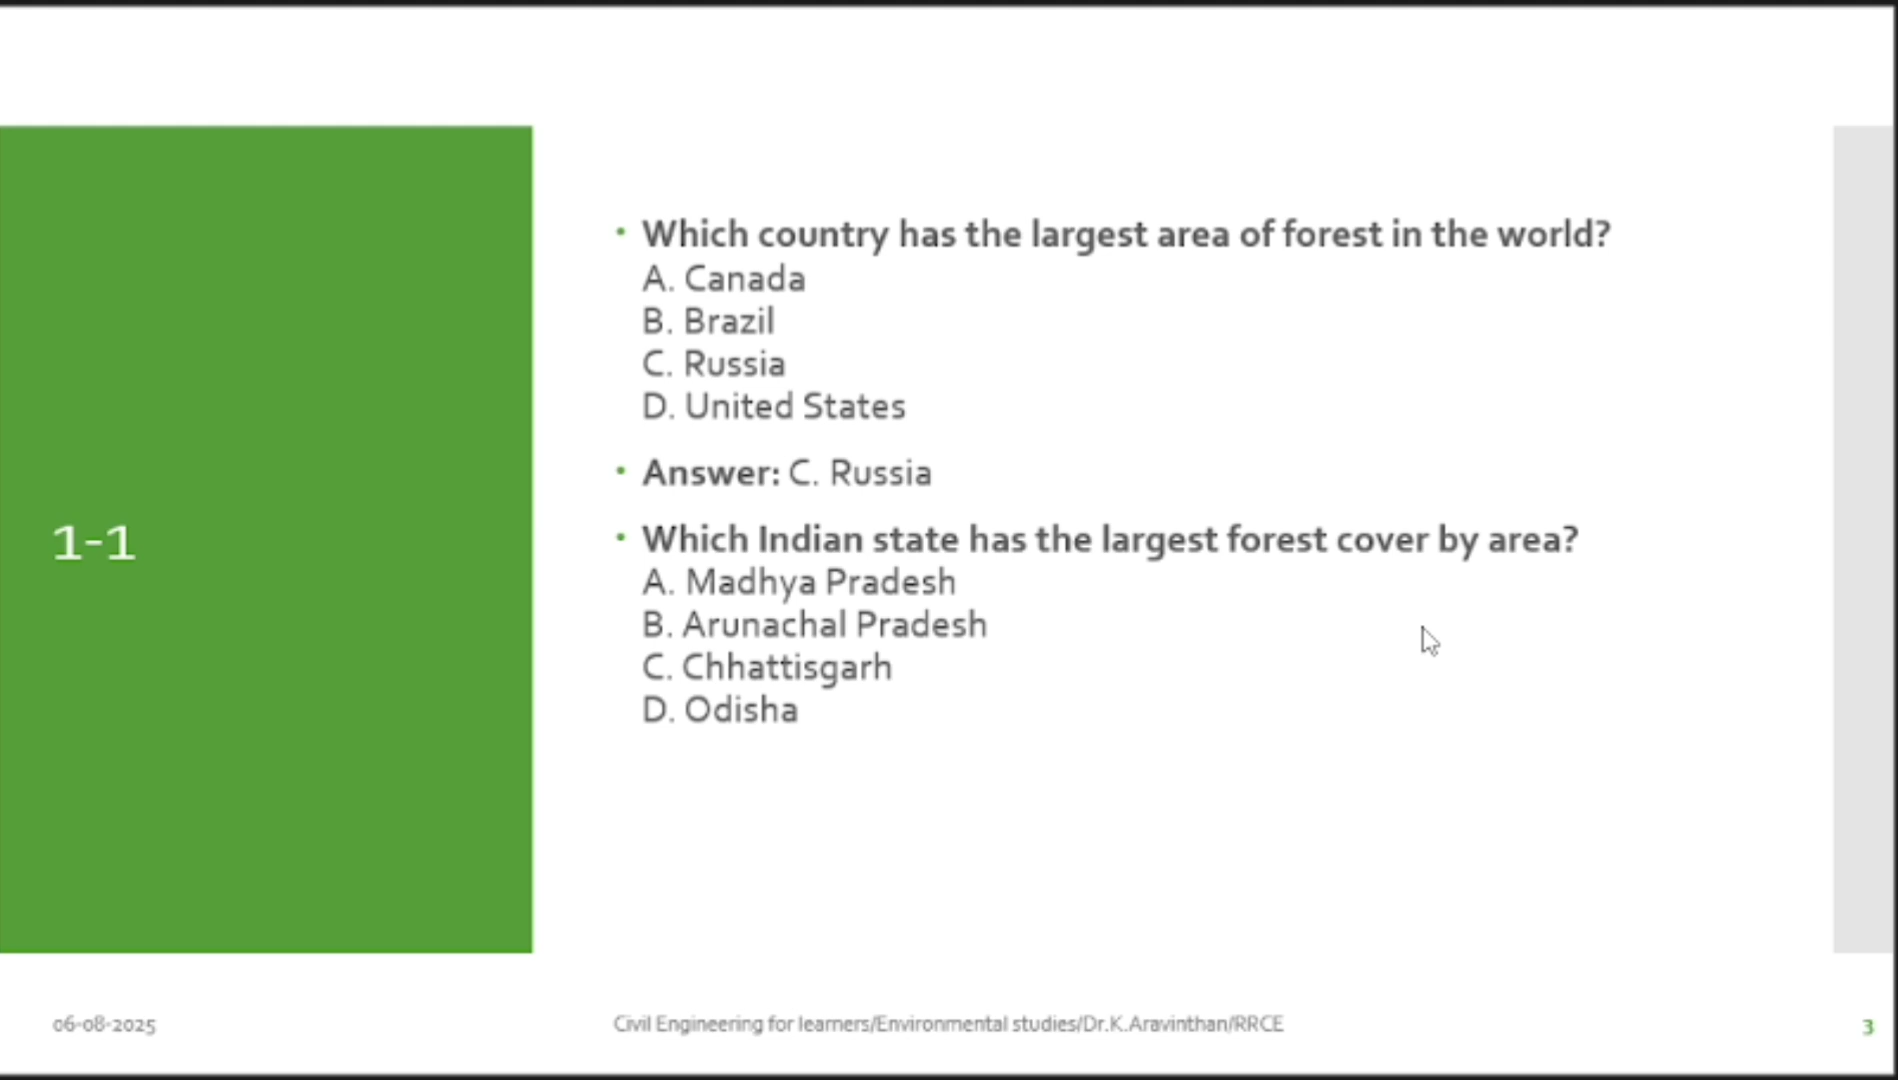 1-1
• Which country has the largest area of forest in the world?
A. Canada
B. Brazil
C. Russia
D. United States
• Answer: C. Russia
• Which Indian state has the largest forest cover by area?
A. Madhya Pradesh
B. Arunachal Pradesh
C. Chhattisgarh
D. Odisha
06-08-2025
Civil Engineering for learners/Environmental studies/Dr.K.Aravinthan/RRCE
3